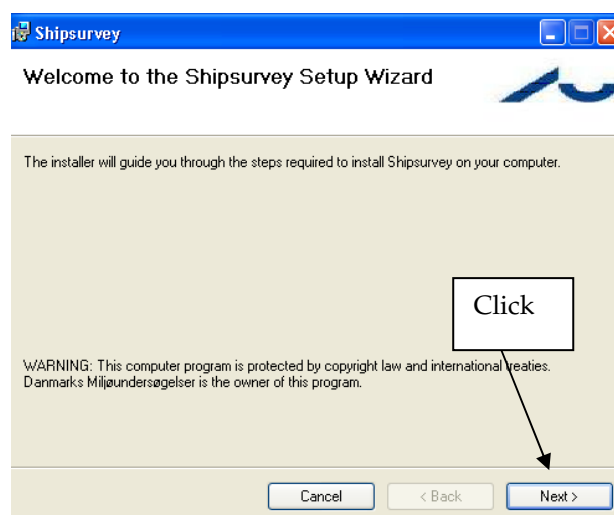 Shipsurvey
Welcome to the Shipsurvey Setup Wizard
The installer will guide you through the steps required to install Shipsurvey on your computer.
Click
WARNING: This computer program is protected by copyright law and international treaties.
Danmarks Miljøundersøgelser is the owner of this program.
Cancel
< Back
Next >